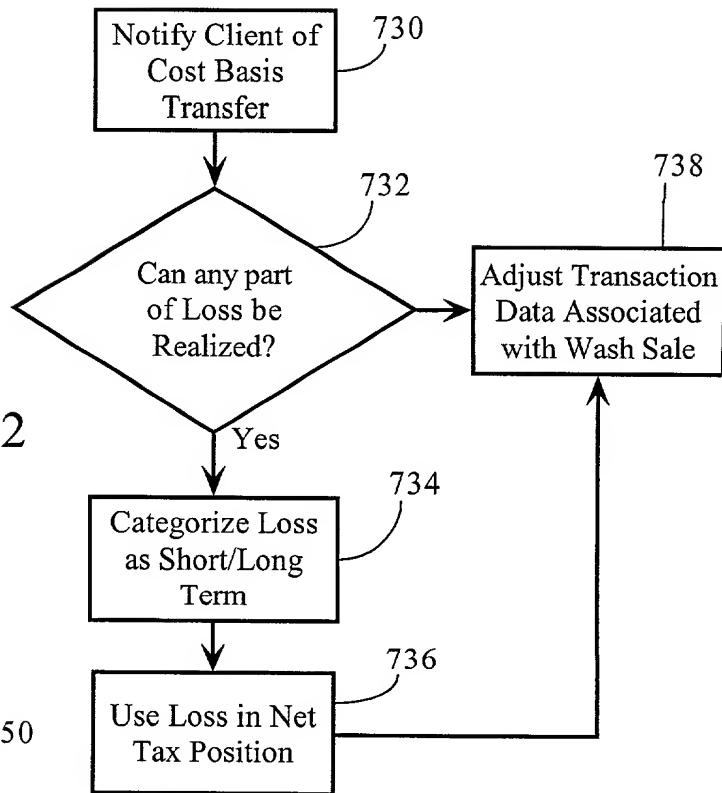 Notify Client of
Cost Basis
Transfer
730
732
Can any part
of Loss be
Realized?
738
Adjust Transaction
Data Associated
with Wash Sale
2
Yes
734
Categorize Loss
as Short/Long
Term
736
Use Loss in Net
Tax Position
50